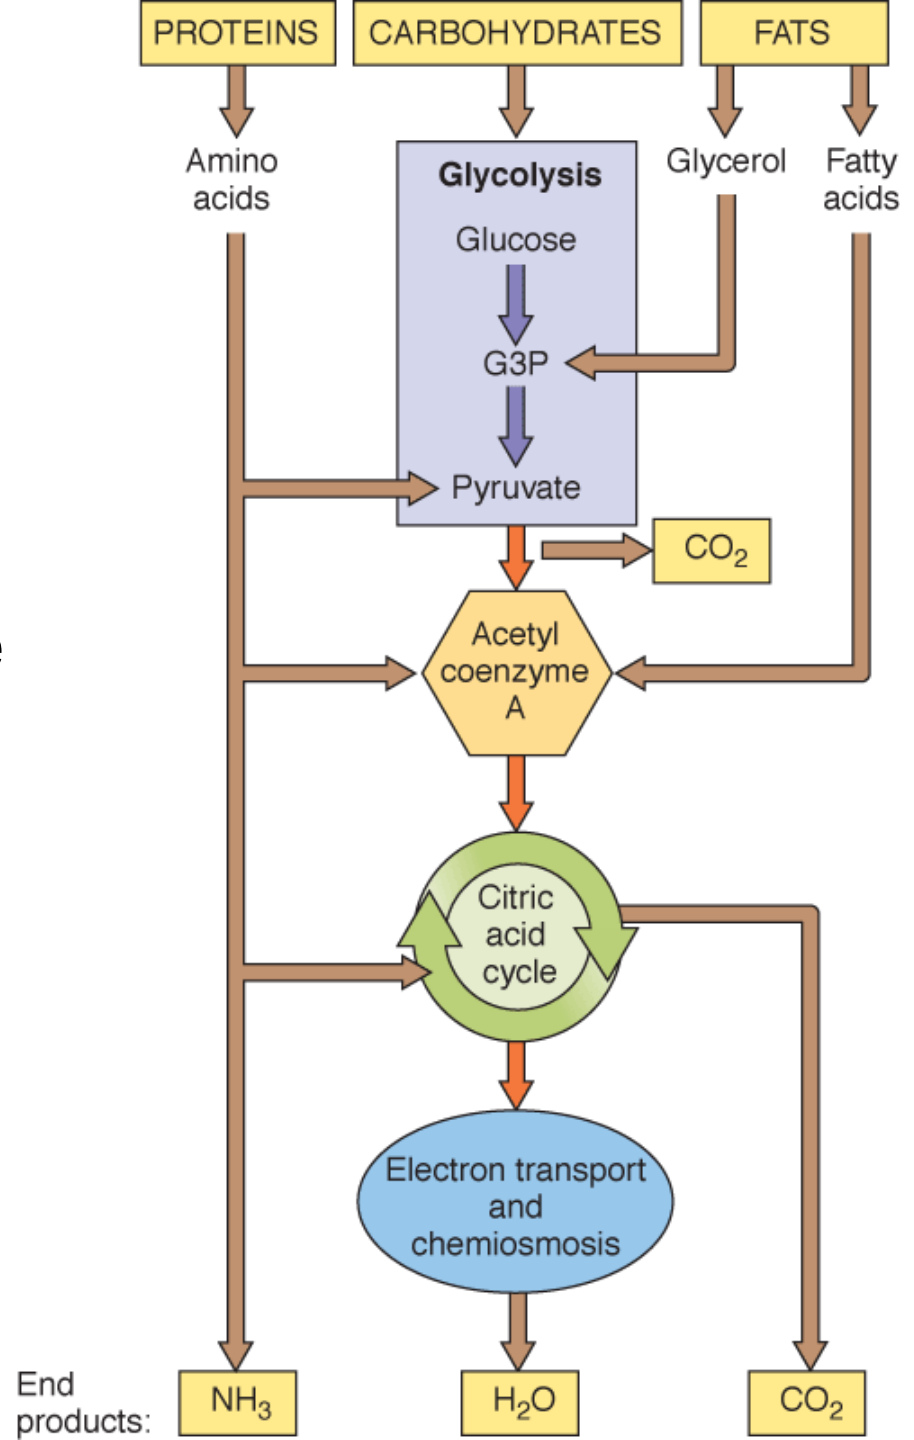 PROTEINS
CARBOHYDRATES
FATS
Amino
acids
Glycolysis
Glycerol
Fatty
acids
Glucose
G3P
Pyruvate
CO₂
e
Acetyl
coenzyme
A
Citric
acid
cycle
Electron transport
and
chemiosmosis
End
products:
NH₃
H₂O
CO₂